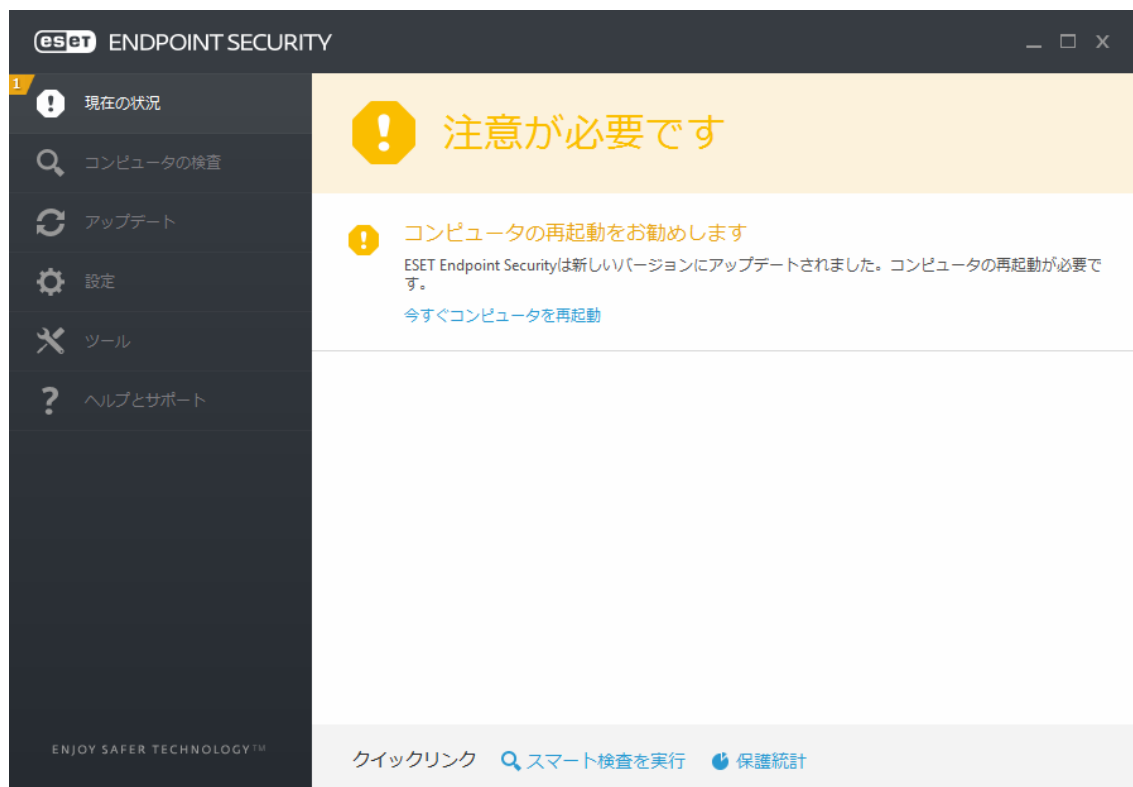 eset ENDPOINT SECURITY
1
現在の状況
コンピュータの検査
アップデート
設定
ツール
ヘルプとサポート
ENJOY SAFER TECHNOLOGY™
注意が必要です
コンピュータの再起動をお勧めします
ESET Endpoint Securityは新しいバージョンにアップデートされました。コンピュータの再起動が必要で
す。
今すぐコンピュータを再起動
クイックリンク スマート検査を実行 保護統計